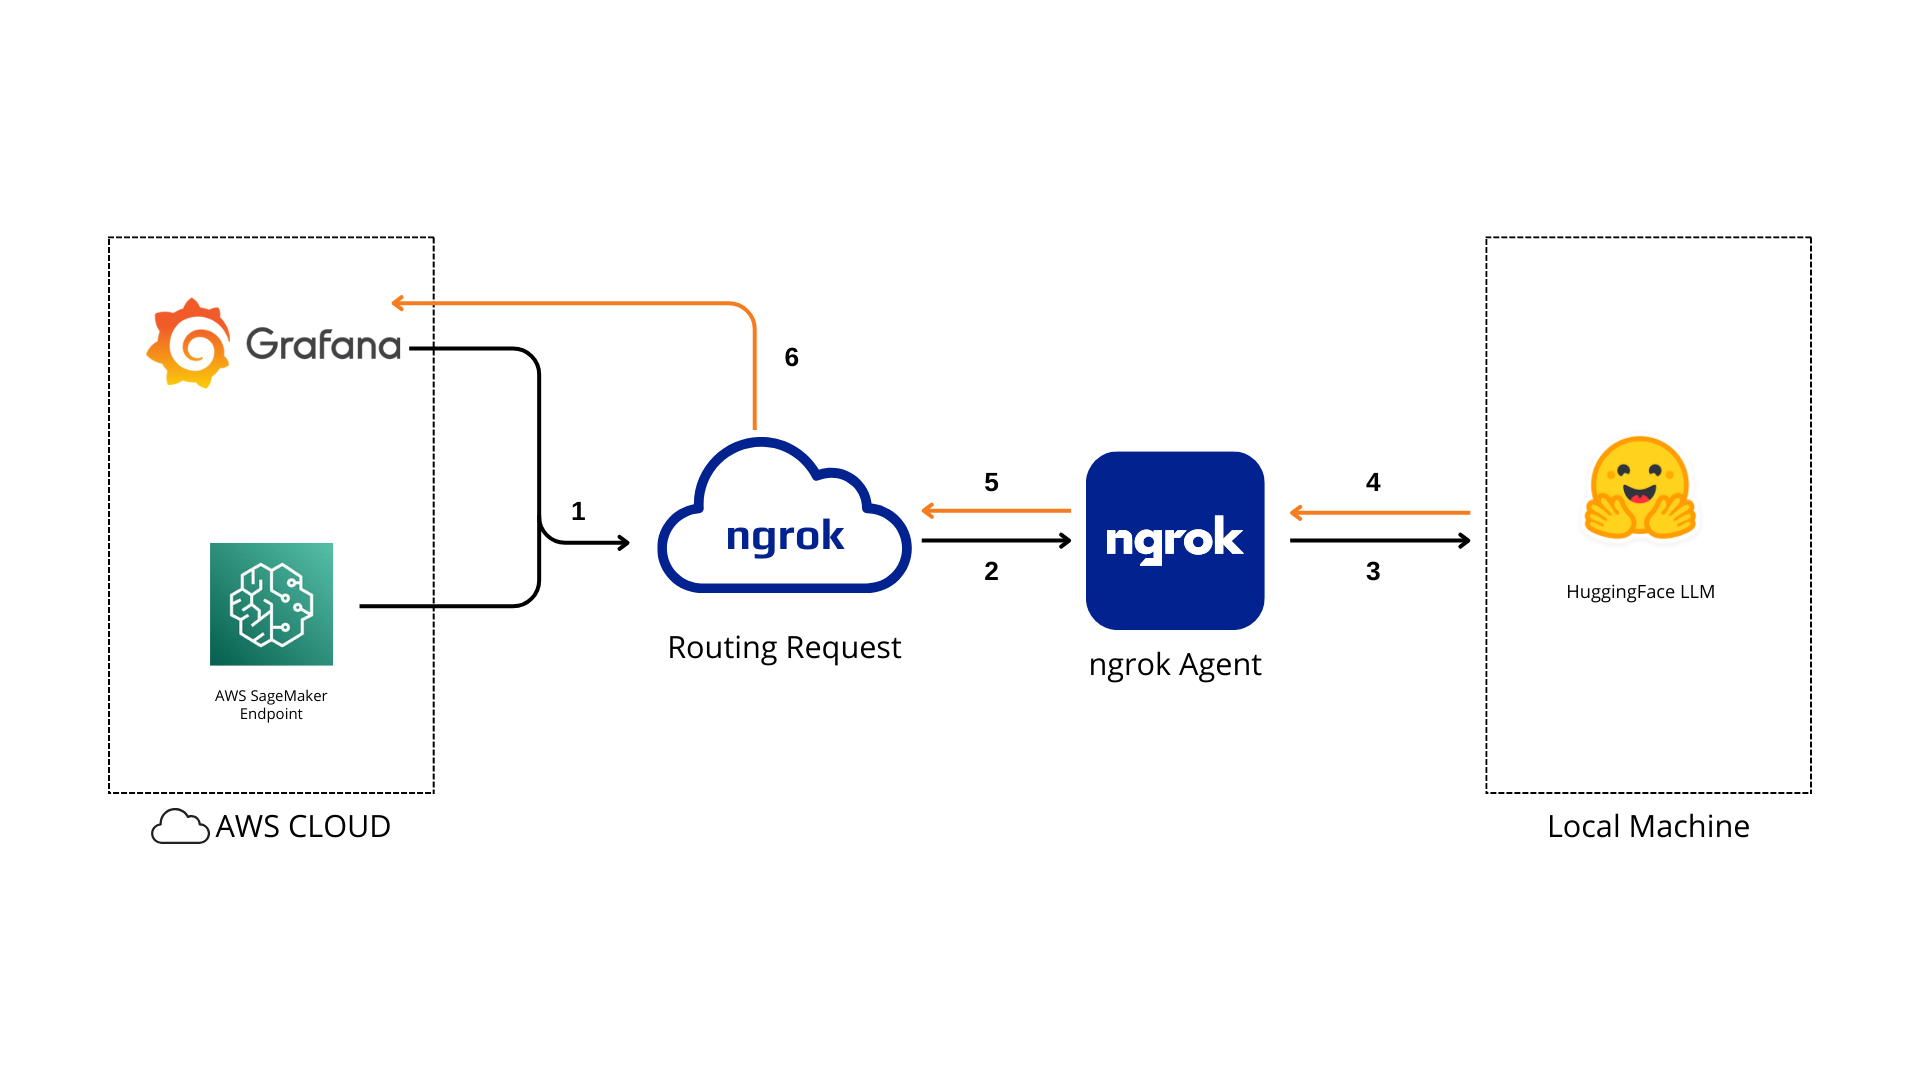 Grafana
6
1
5
4
ngrok
ngrok
2
3
HuggingFace LLM
Routing Request
ngrok Agent
AWS SageMaker
Endpoint
AWS CLOUD
Local Machine